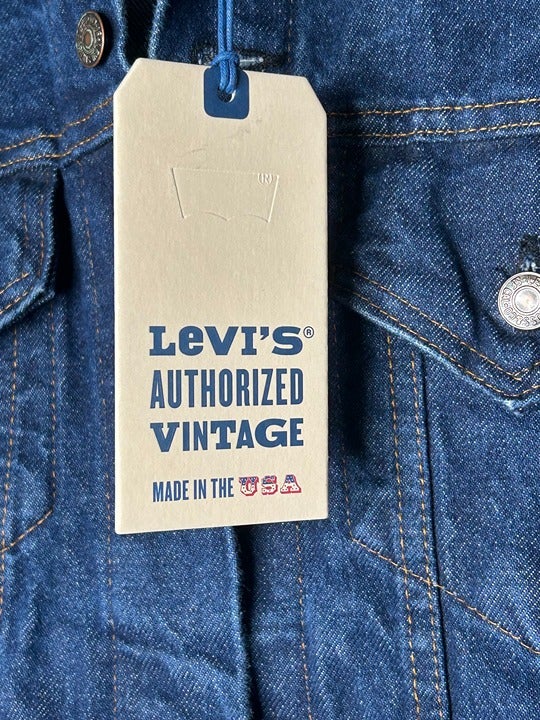 (R)
LEVI'S®
AUTHORIZED
VINTAGE
MADE IN THE USA